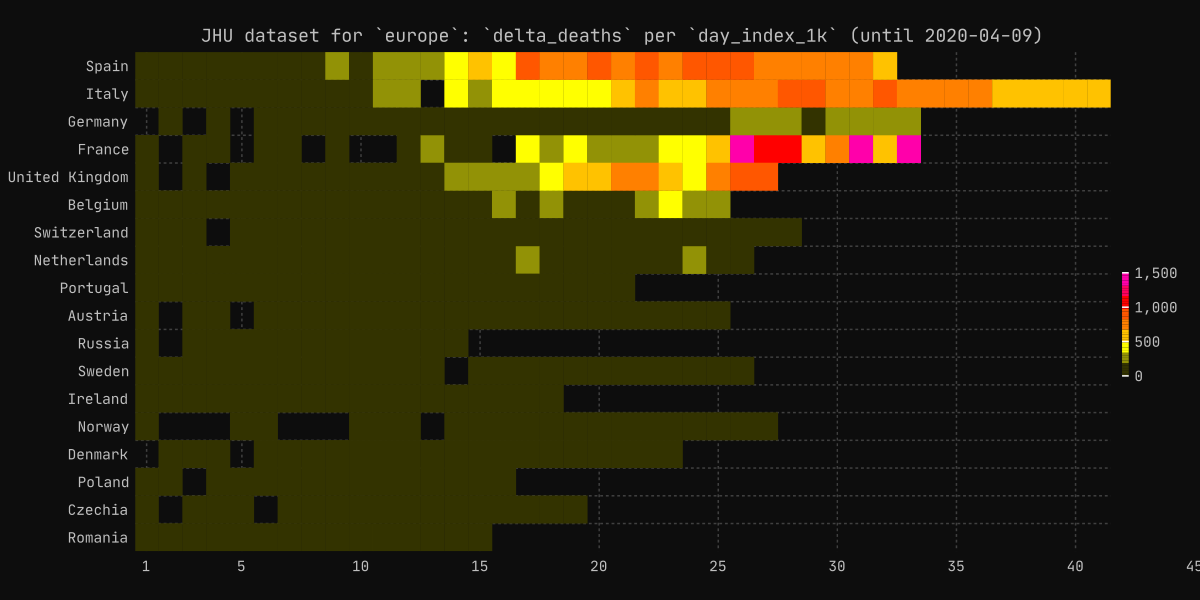 JHU dataset for `europe`: `delta_deaths` per `day_index_1k` (until 2020-04-09)
Spain
Italy
Germany
France
United Kingdom
Belgium
Switzerland
Netherlands
Portugal
Austria
Russia
Sweden
Ireland
Norway
Denmark
Poland
Czechia
Romania
1 5 10 15 20 25 30 35 40 45
1,500
1,000
500
0